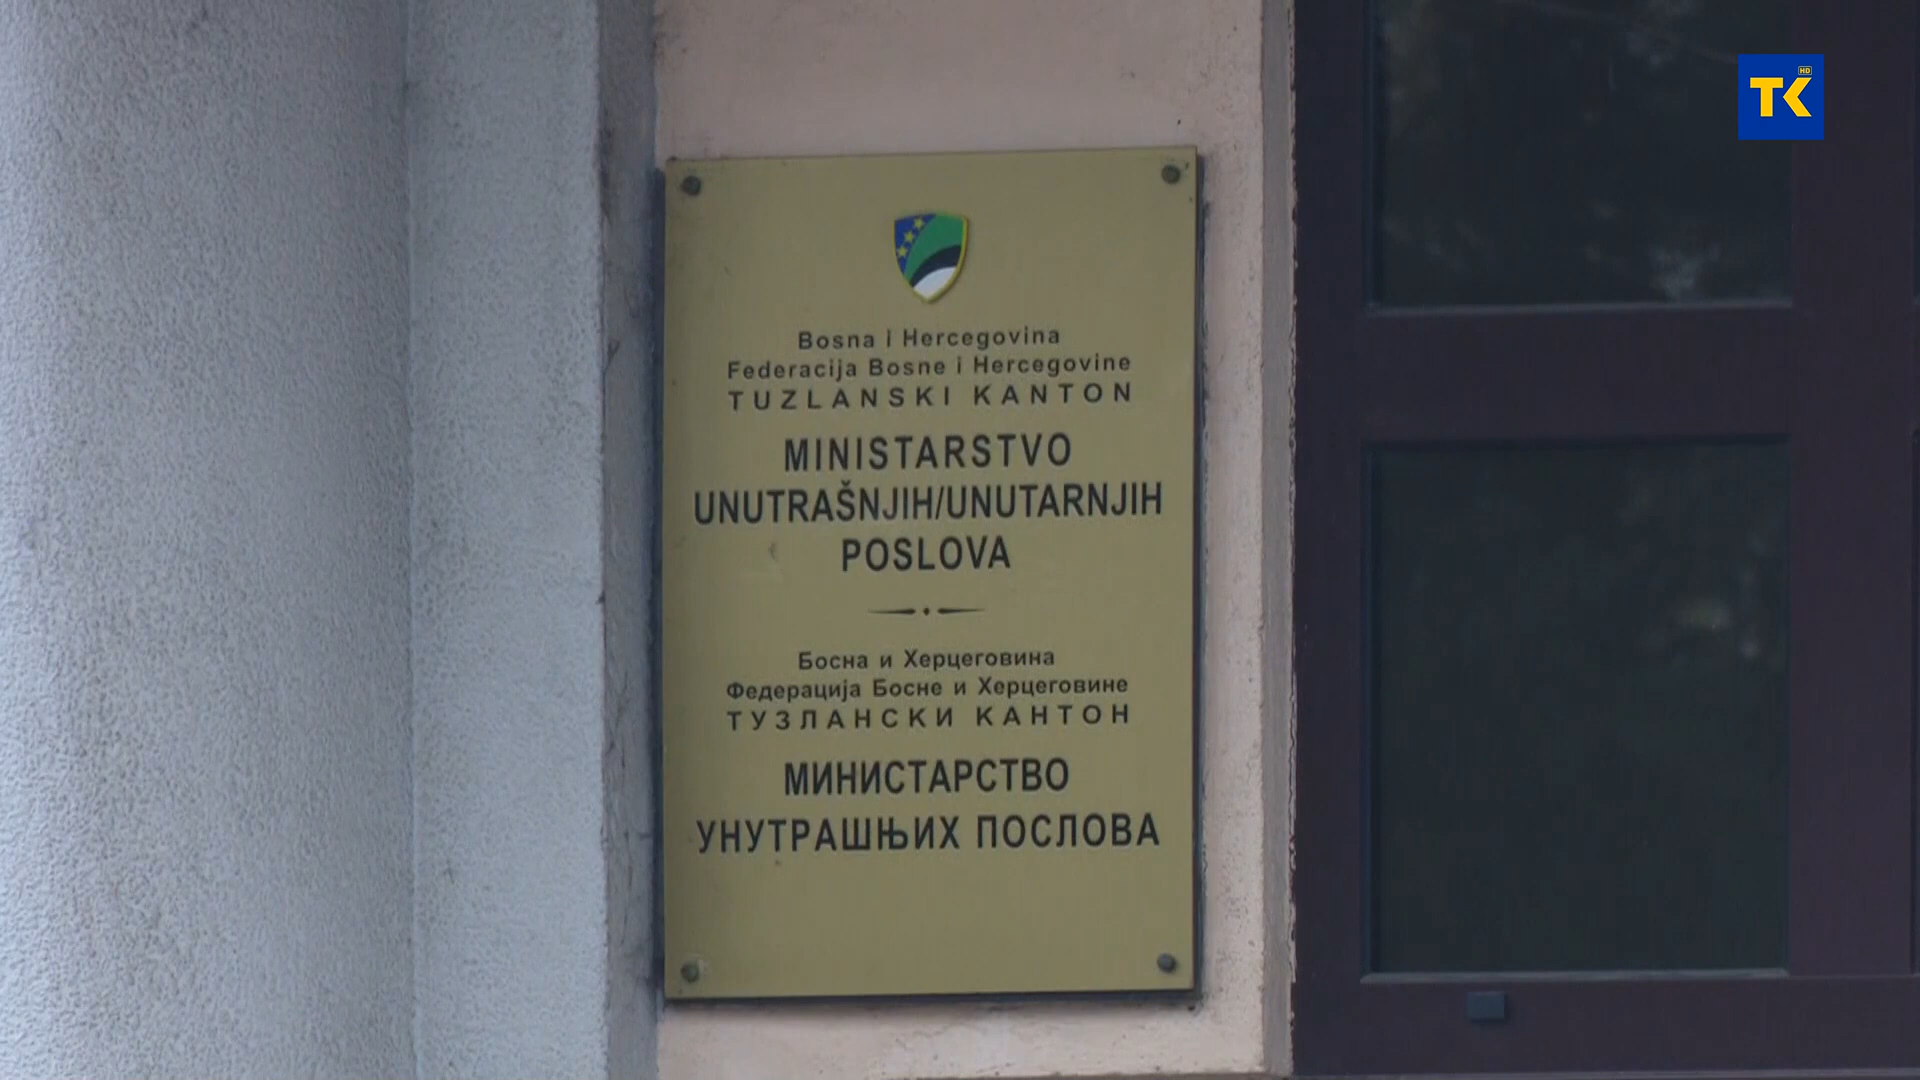 TK HD
Bosna i Hercegovina
Federacija Bosne i Hercegovine
TUZLANSKI KANTON
MINISTARSTVO
UNUTRAŠNJIH/UNUTARNJIH
POSLOVA
Босна и Херцеговина
Федерација Босне и Херцеговине
ТУЗЛАНСКИ КАНТОН
МИНИСТАРСТВО
УНУТРАШЊИХ ПОСЛОВА